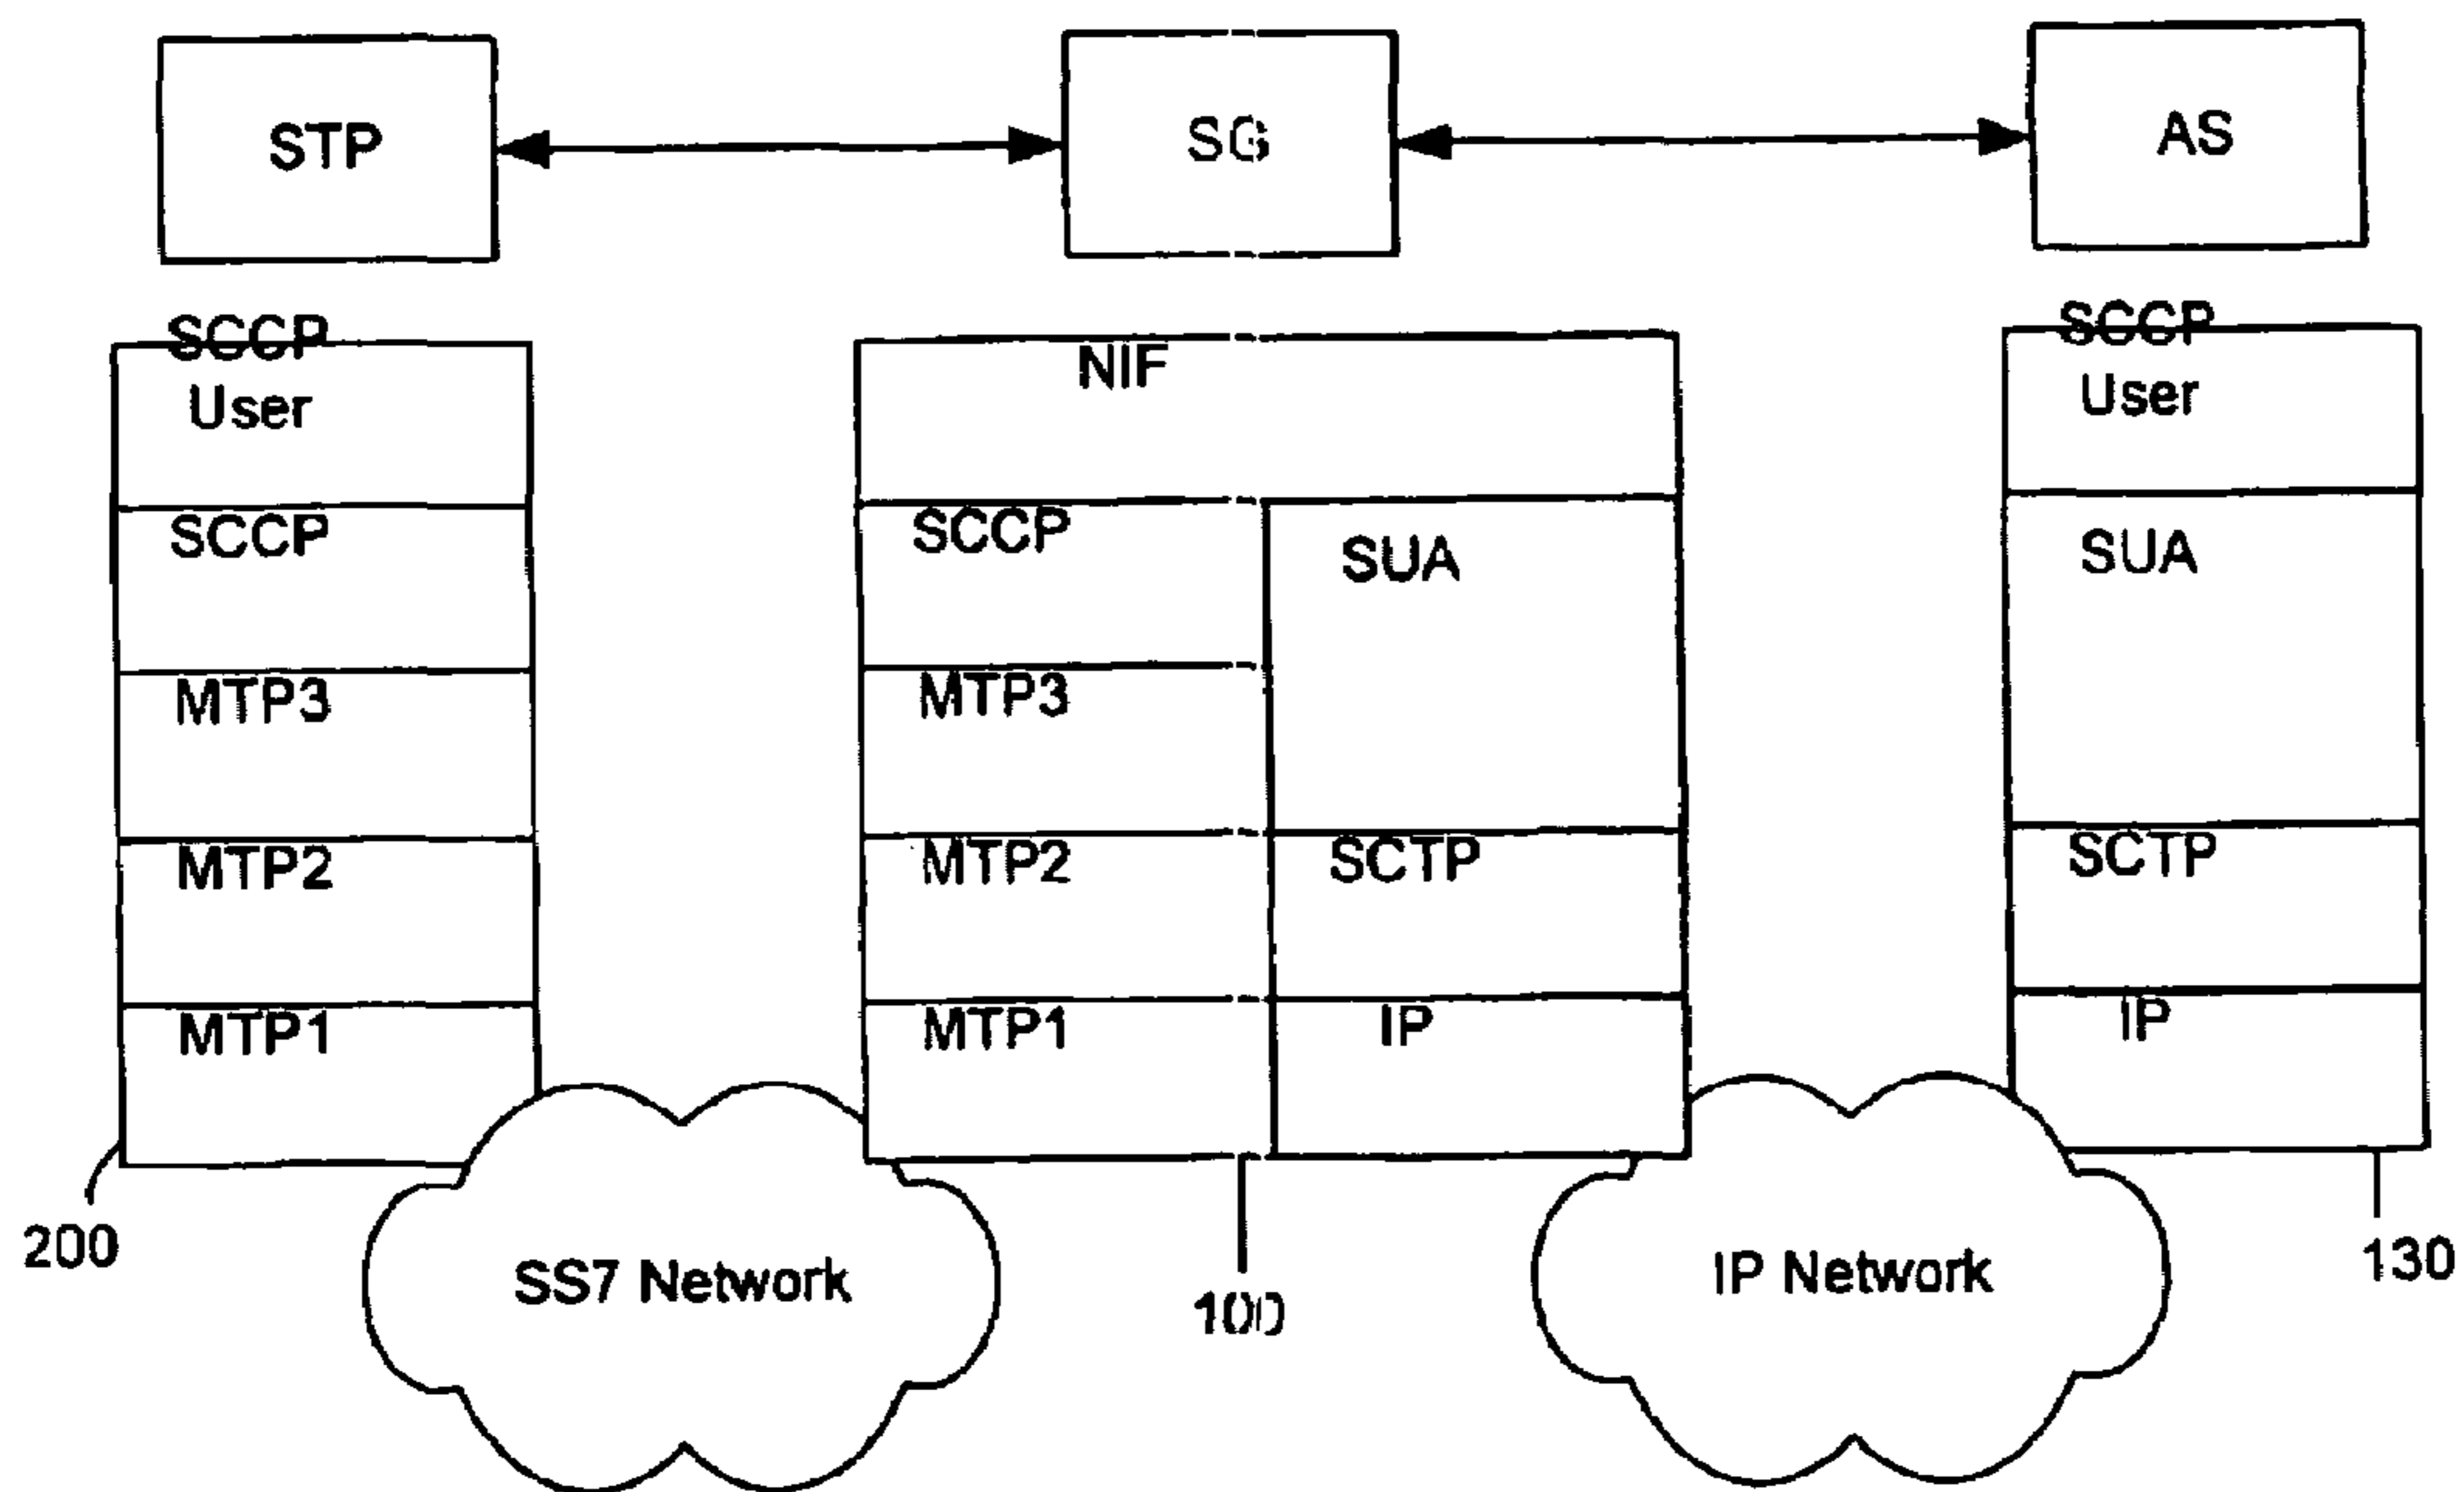 STP
SG
AS
SCCP
User
SCCP
MTP3
MTP2
MTP1
NIF
SCCP
SUA
MTP3
MTP2
SCTP
MTP1
IP
SCCP
User
SUA
SCTP
IP
200
SS7 Network
100
IP Network
130